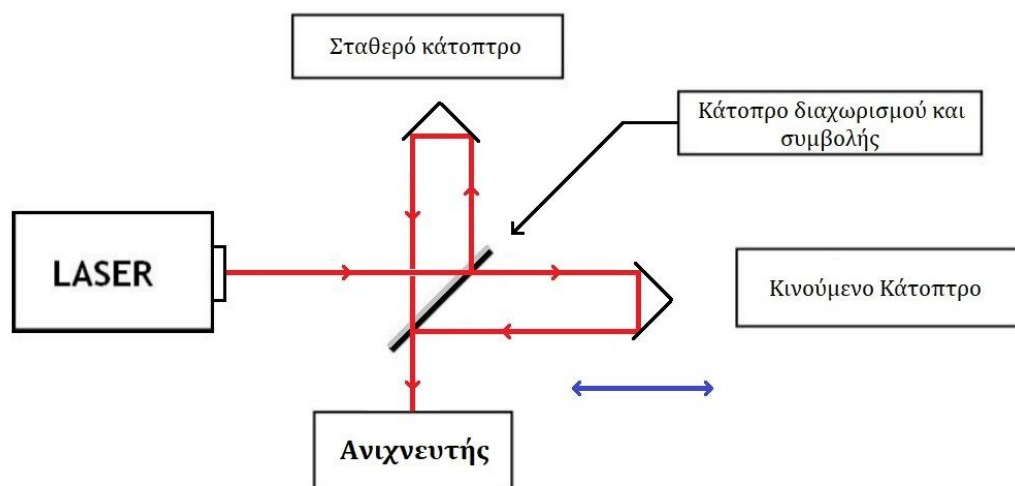 Σταθερό κάτοπτρο
Κάτοπρο διαχωρισμού και
συμβολής
LASER
Κινούμενο Κάτοπτρο
Ανιχνευτής